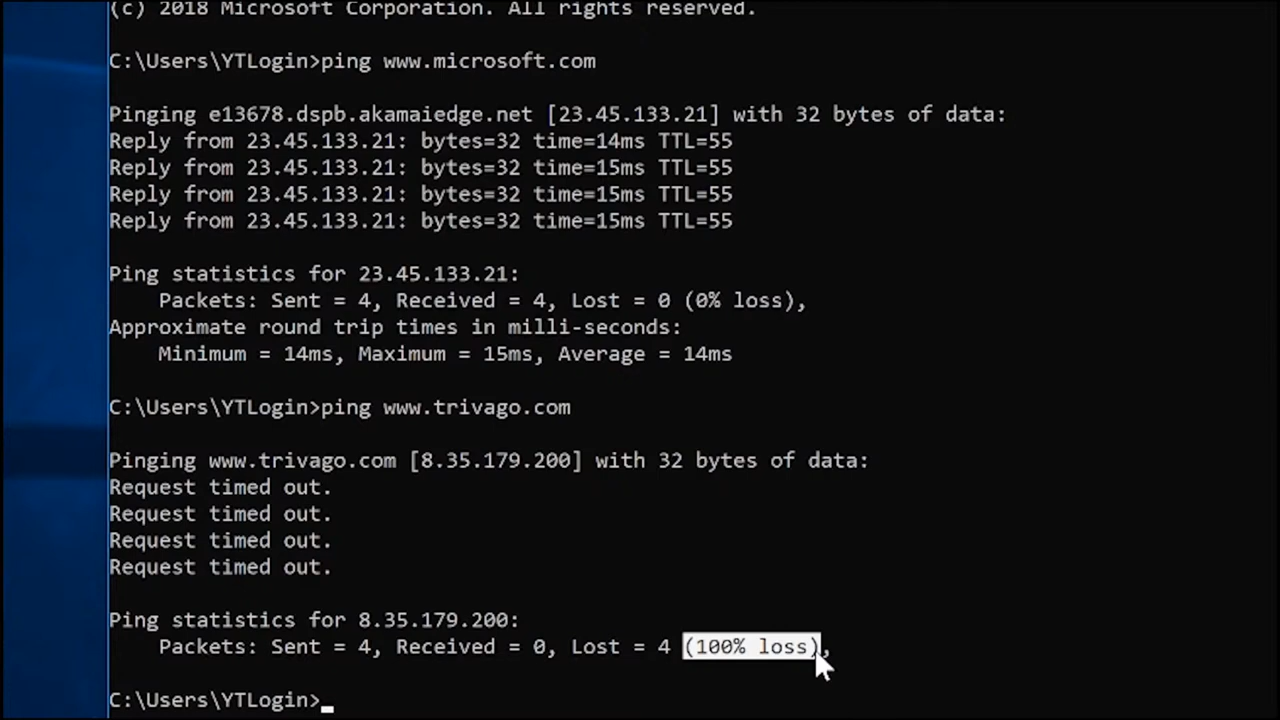 (c) 2018 Microsoft Corporation. All rights reserved.
C:\Users\YTLogin>ping www.microsoft.com
Pinging e13678.dspb.akamaiedge.net [23.45.133.21] with 32 bytes of data:
Reply from 23.45.133.21: bytes=32 time=14ms TTL=55
Reply from 23.45.133.21: bytes=32 time=15ms TTL=55
Reply from 23.45.133.21: bytes=32 time=15ms TTL=55
Reply from 23.45.133.21: bytes=32 time=15ms TTL=55
Ping statistics for 23.45.133.21:
Packets: Sent = 4, Received = 4, Lost = 0 (0% loss),
Approximate round trip times in milli-seconds:
Minimum = 14ms, Maximum = 15ms, Average = 14ms
C:\Users\YTLogin>ping www.trivago.com
Pinging www.trivago.com [8.35.179.200] with 32 bytes of data:
Request timed out.
Request timed out.
Request timed out.
Request timed out.
Ping statistics for 8.35.179.200:
Packets: Sent = 4, Received = 0, Lost = 4 (100% loss),
C:\Users\YTLogin>